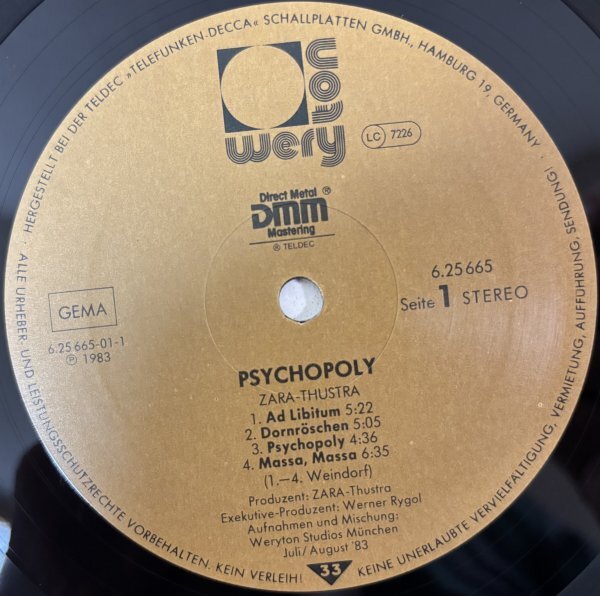 HERGESTELLT BEI DER TELDEC »TELEFUNKEN-DECCA« SCHALLPLATTEN GMBH., HAMBURG 19, GERMANY ·
wery
con
LC 7226
Direct Metal ®
DMM
Mastering
® TELDEC
GEMA
6.25 665-01-1
Ⓟ 1983
6.25 665
Seite 1 STEREO
PSYCHOPOLY
ZARA-THUSTRA
1. Ad Libitum 5:22
2. Dornröschen 5:05
3. Psychopoly 4:36
4. Massa, Massa 6:35
(1.—4. Weindorf)
Produzent: ZARA-Thustra
Exekutive-Produzent: Werner Rygol
Aufnahmen und Mischung:
Weryton Studios München
Juli/August '83
33
· ALLE URHEBER- UND LEISTUNGSSCHUTZRECHTE VORBEHALTEN. KEIN VERLEIH! KEINE UNERLAUBTE VERVIELFÄLTIGUNG, VERMIETUNG, AUFFÜHRUNG, SENDUNG!